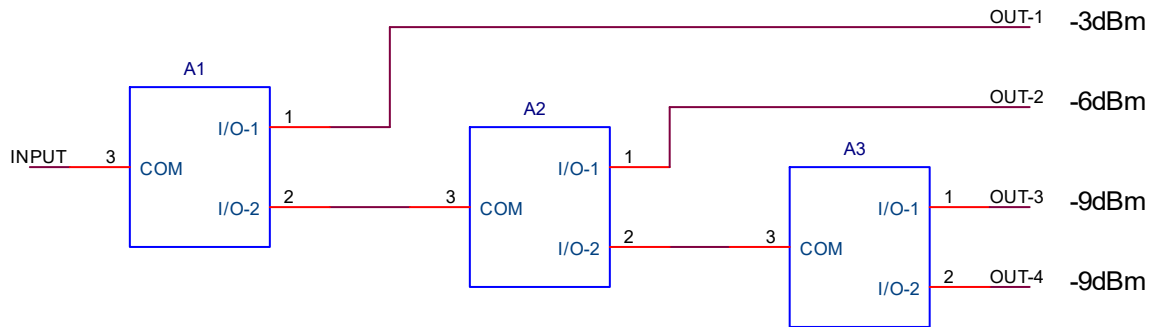 OUT-1 -3dBm
A1
1
I/O-1
OUT-2 -6dBm
A2
INPUT 3 COM
1
I/O-1
A3
2
I/O-2
3 COM
1 OUT-3 -9dBm
I/O-1
2
I/O-2
3 COM
2 OUT-4 -9dBm
I/O-2